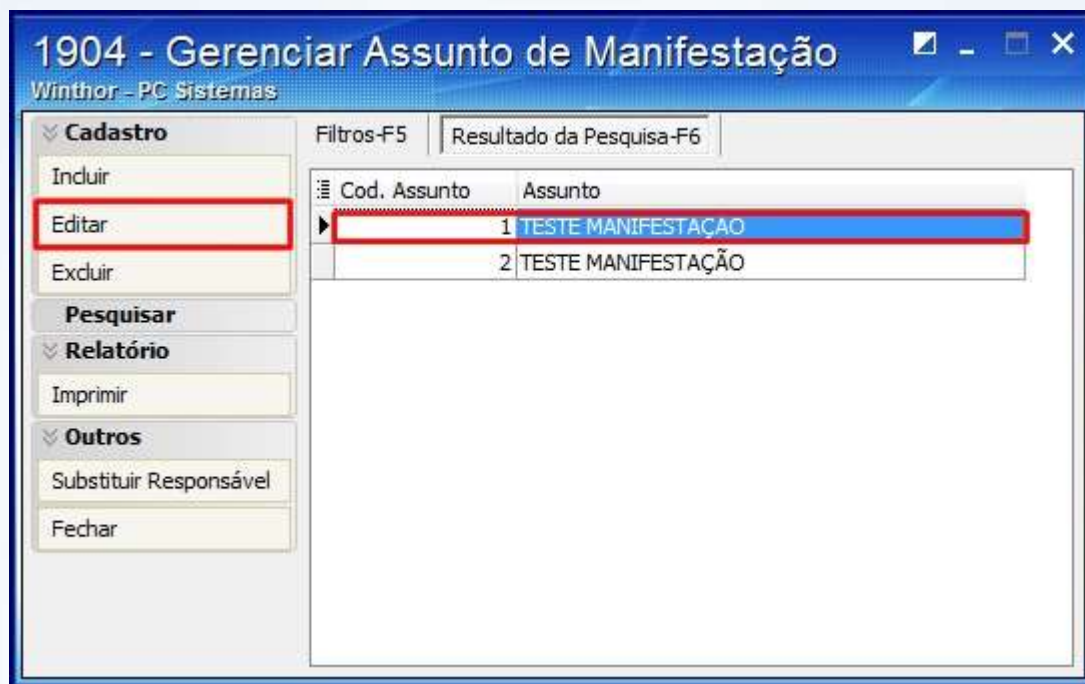 1904 - Gerenciar Assunto de Manifestação
Winthor - PC Sistemas
Cadastro
Incluir
Editar
Excluir
Pesquisar
Relatório
Imprimir
Outros
Substituir Responsável
Fechar
Filtros-F5 Resultado da Pesquisa-F6
Cod. Assunto Assunto
1 TESTE MANIFESTAÇÃO
2 TESTE MANIFESTAÇÃO